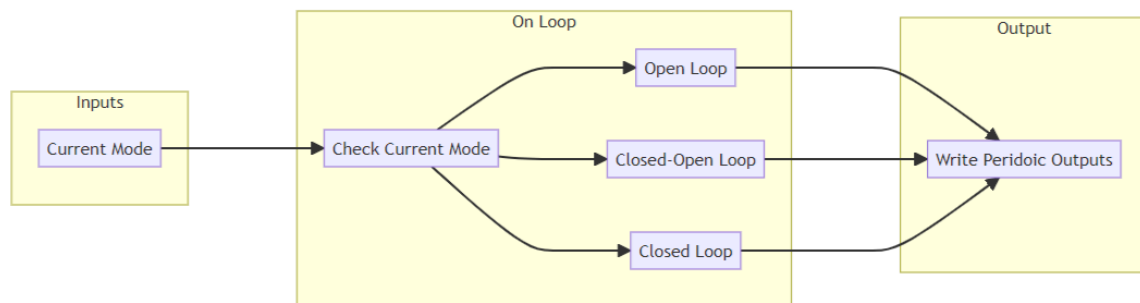 Inputs
Current Mode
On Loop
Check Current Mode
Open Loop
Closed-Open Loop
Closed Loop
Output
Write Peridoic Outputs